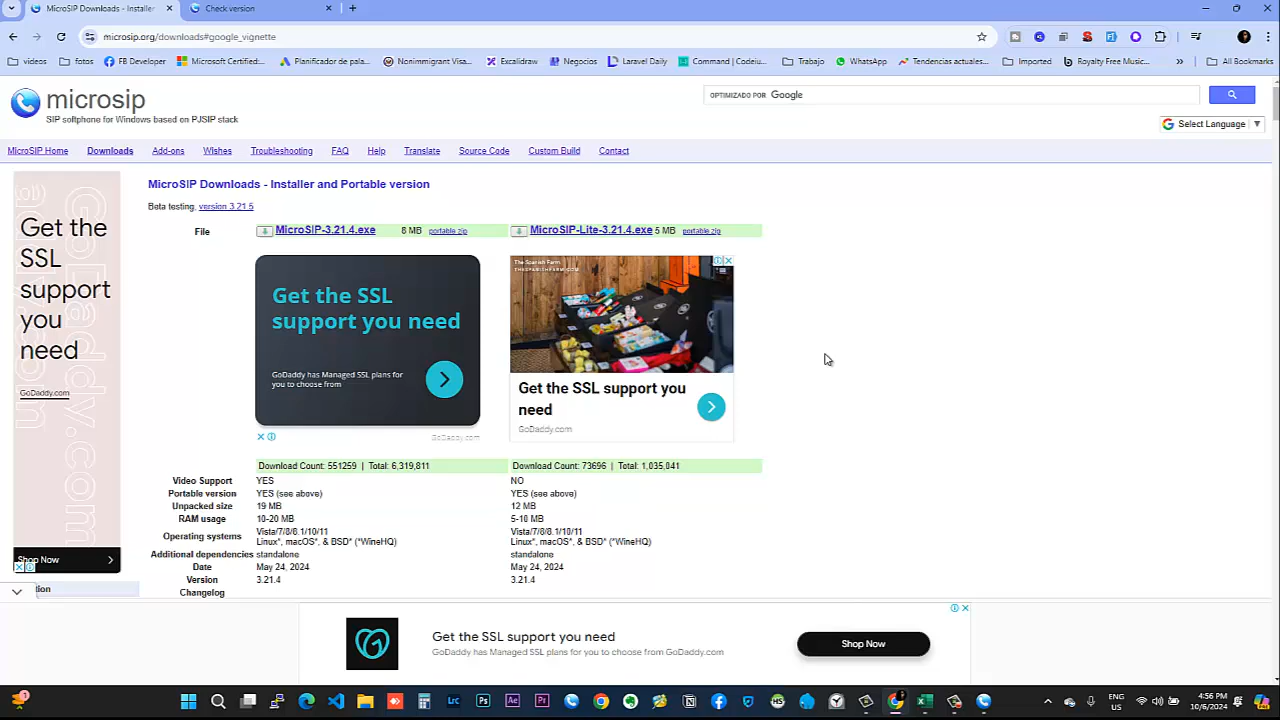 MicroSIP Downloads - Installer
Check version
microsip.org/downloads#google_vignette
videos
fotos
FB Developer
Microsoft Certified:...
Planificador de pala...
Nonimmigrant Visa...
Excalidraw
Negocios
Laravel Daily
Command | Codeiu...
Trabajo
WhatsApp
Tendencias actuales...
Imported
Royalty Free Music...
All Bookmarks
microsip
SIP softphone for Windows based on PJSIP stack
OPTIMIZADO POR Google
Select Language
MicroSIP Home
Downloads
Add-ons
Wishes
Troubleshooting
FAQ
Help
Translate
Source Code
Custom Build
Contact
MicroSIP Downloads - Installer and Portable version
Beta testing, version 3.21.5
File
MicroSIP-3.21.4.exe 8 MB portable zip
MicroSIP-Lite-3.21.4.exe 5 MB portable zip
Get the
SSL
support
you
need
GoDaddy.com
Shop Now
Get the SSL
support you need
GoDaddy has Managed SSL plans for
you to choose from
GoDaddy.com
The Spanish Farm
THESPANISHFARM.COM
Get the SSL support you
need
GoDaddy.com
Download Count: 551259 | Total: 6,319,811
Download Count: 73696 | Total: 1,035,041
Video Support YES NO
Portable version YES (see above) YES (see above)
Unpacked size 19 MB 12 MB
RAM usage 10-20 MB 5-10 MB
Operating systems
Vista/7/8/8.1/10/11
Linux*, macOS*, & BSD* (*WineHQ)
Vista/7/8/8.1/10/11
Linux*, macOS*, & BSD* (*WineHQ)
Additional dependencies standalone standalone
Date May 24, 2024 May 24, 2024
Version 3.21.4 3.21.4
Changelog
tion
Get the SSL support you need
GoDaddy has Managed SSL plans for you to choose from GoDaddy.com
Shop Now
ENG
US
4:56 PM
10/6/2024